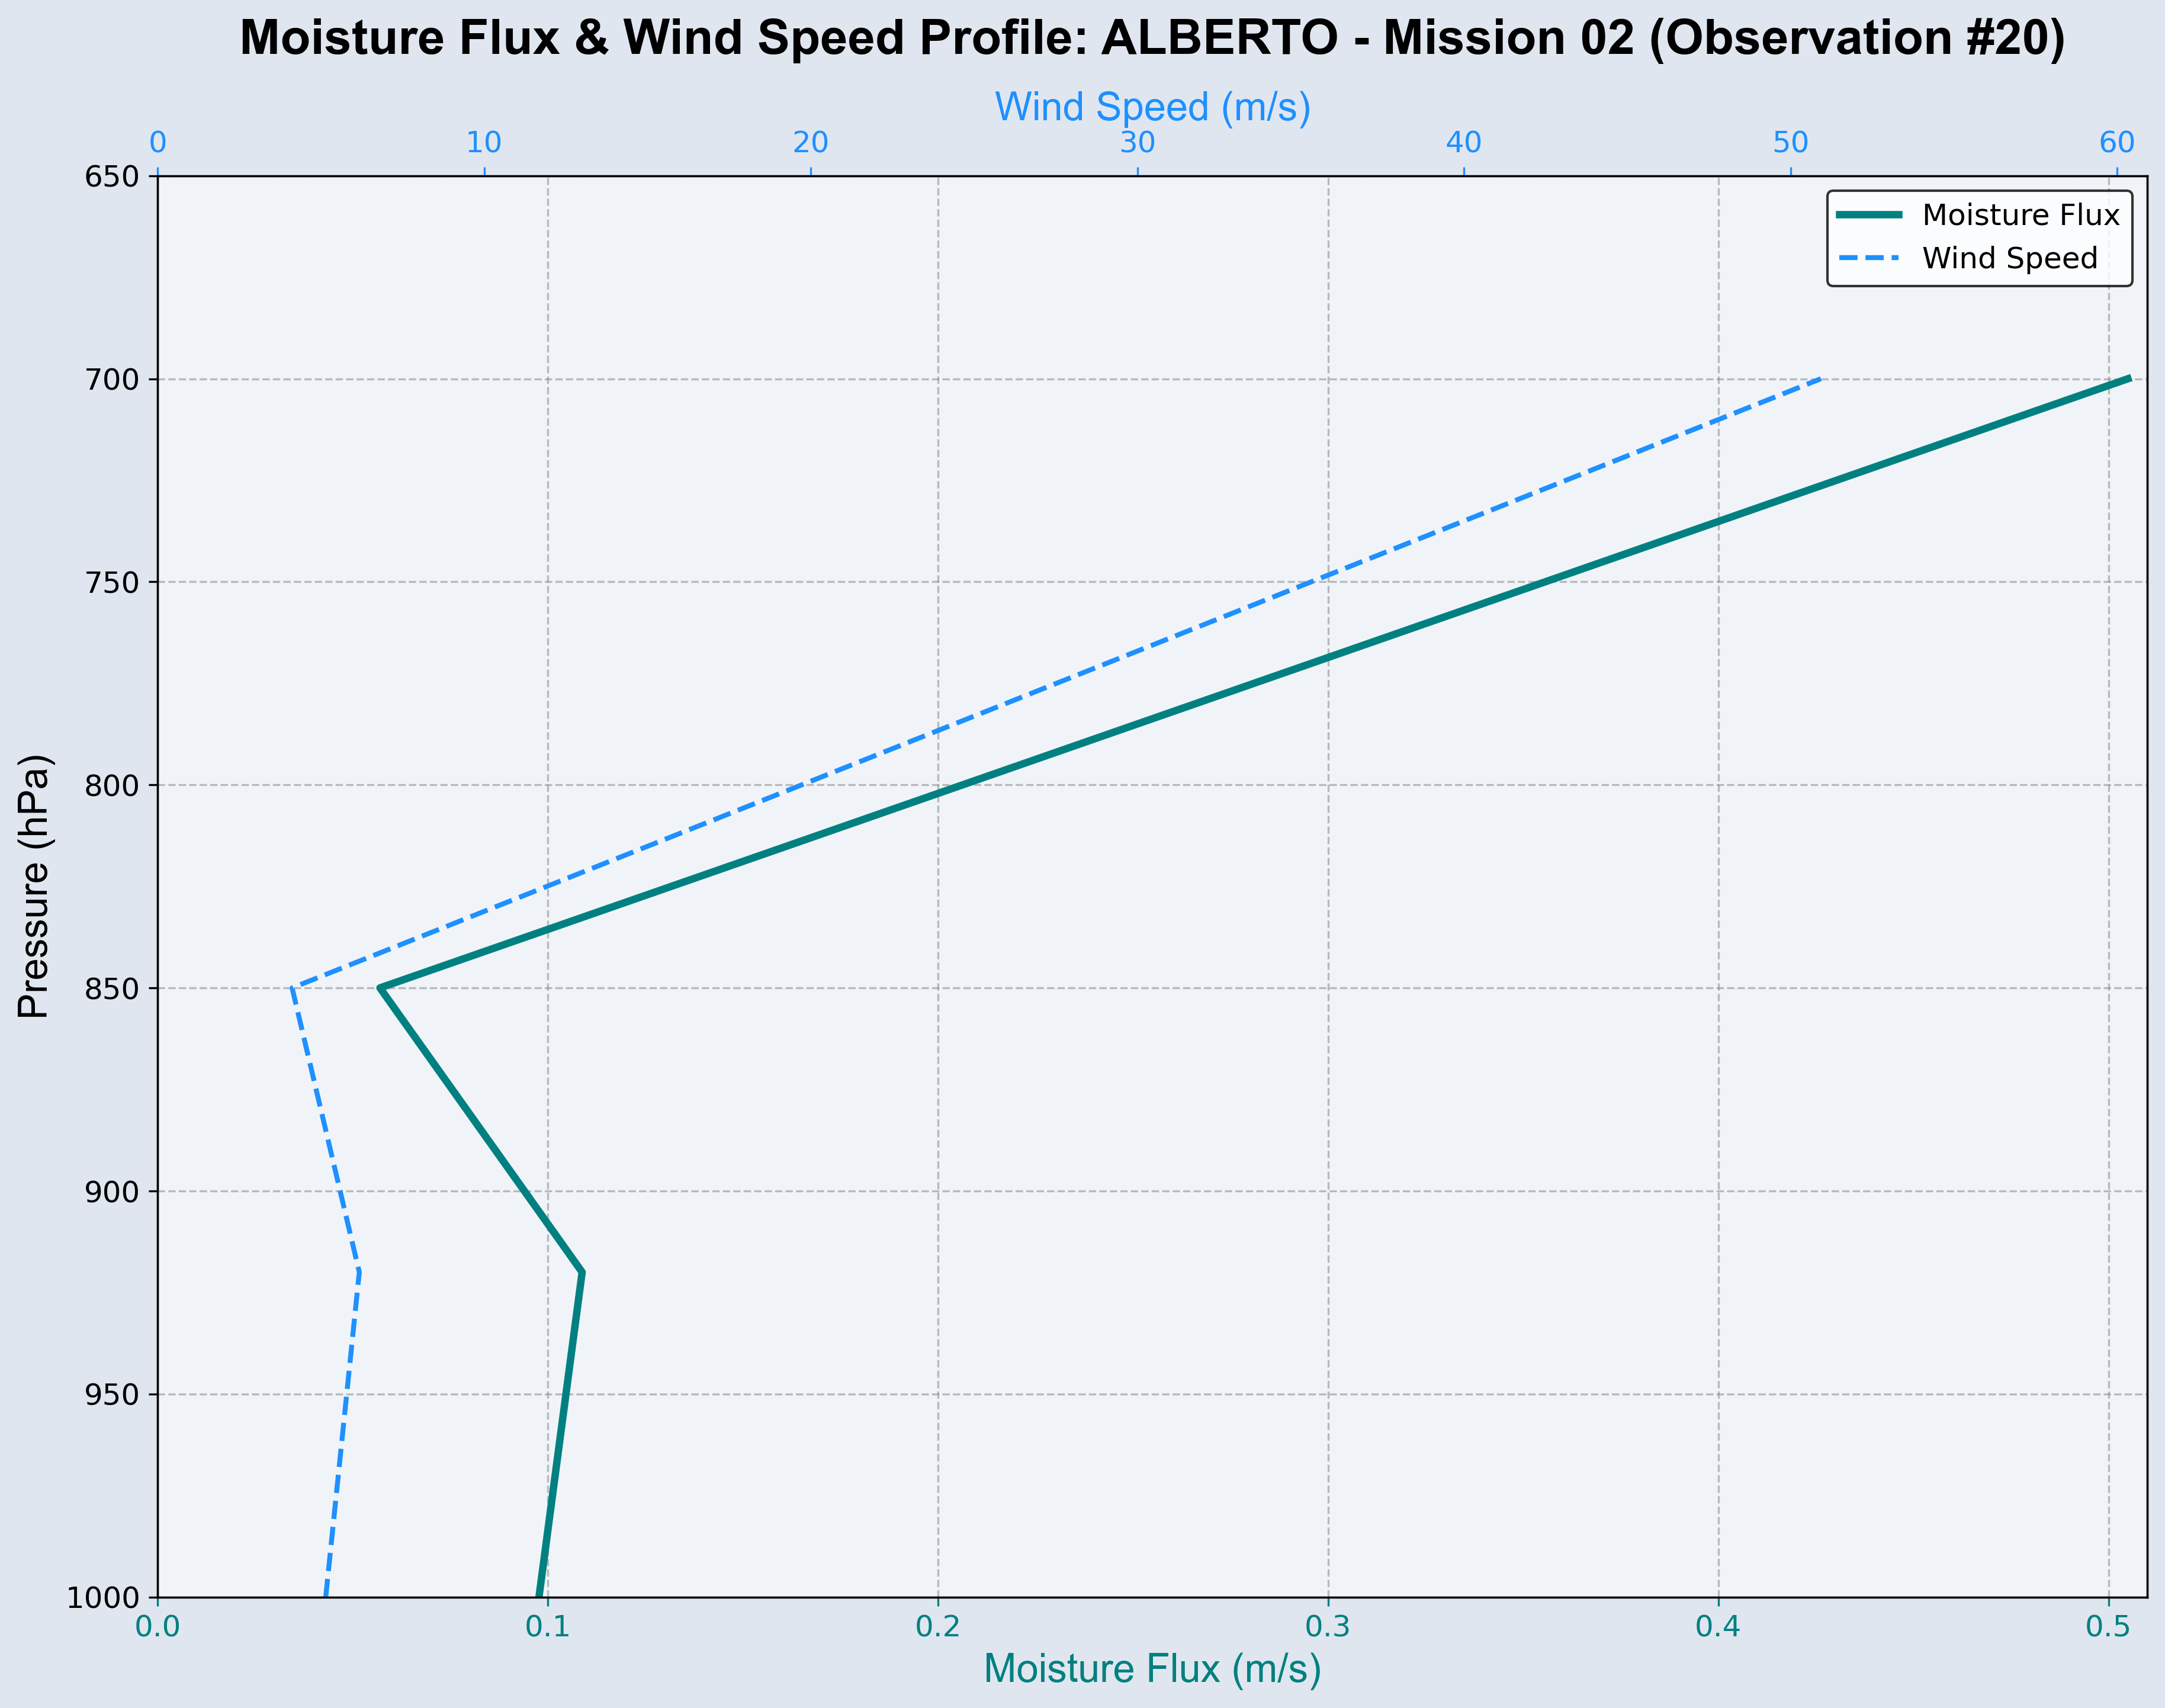 Moisture Flux & Wind Speed Profile: ALBERTO - Mission 02 (Observation #20)
Wind Speed (m/s)
0 10 20 30 40 50 60
Moisture Flux
Wind Speed
650
700
750
800
850
900
950
1000
Pressure (hPa)
0.0 0.1 0.2 0.3 0.4 0.5
Moisture Flux (m/s)